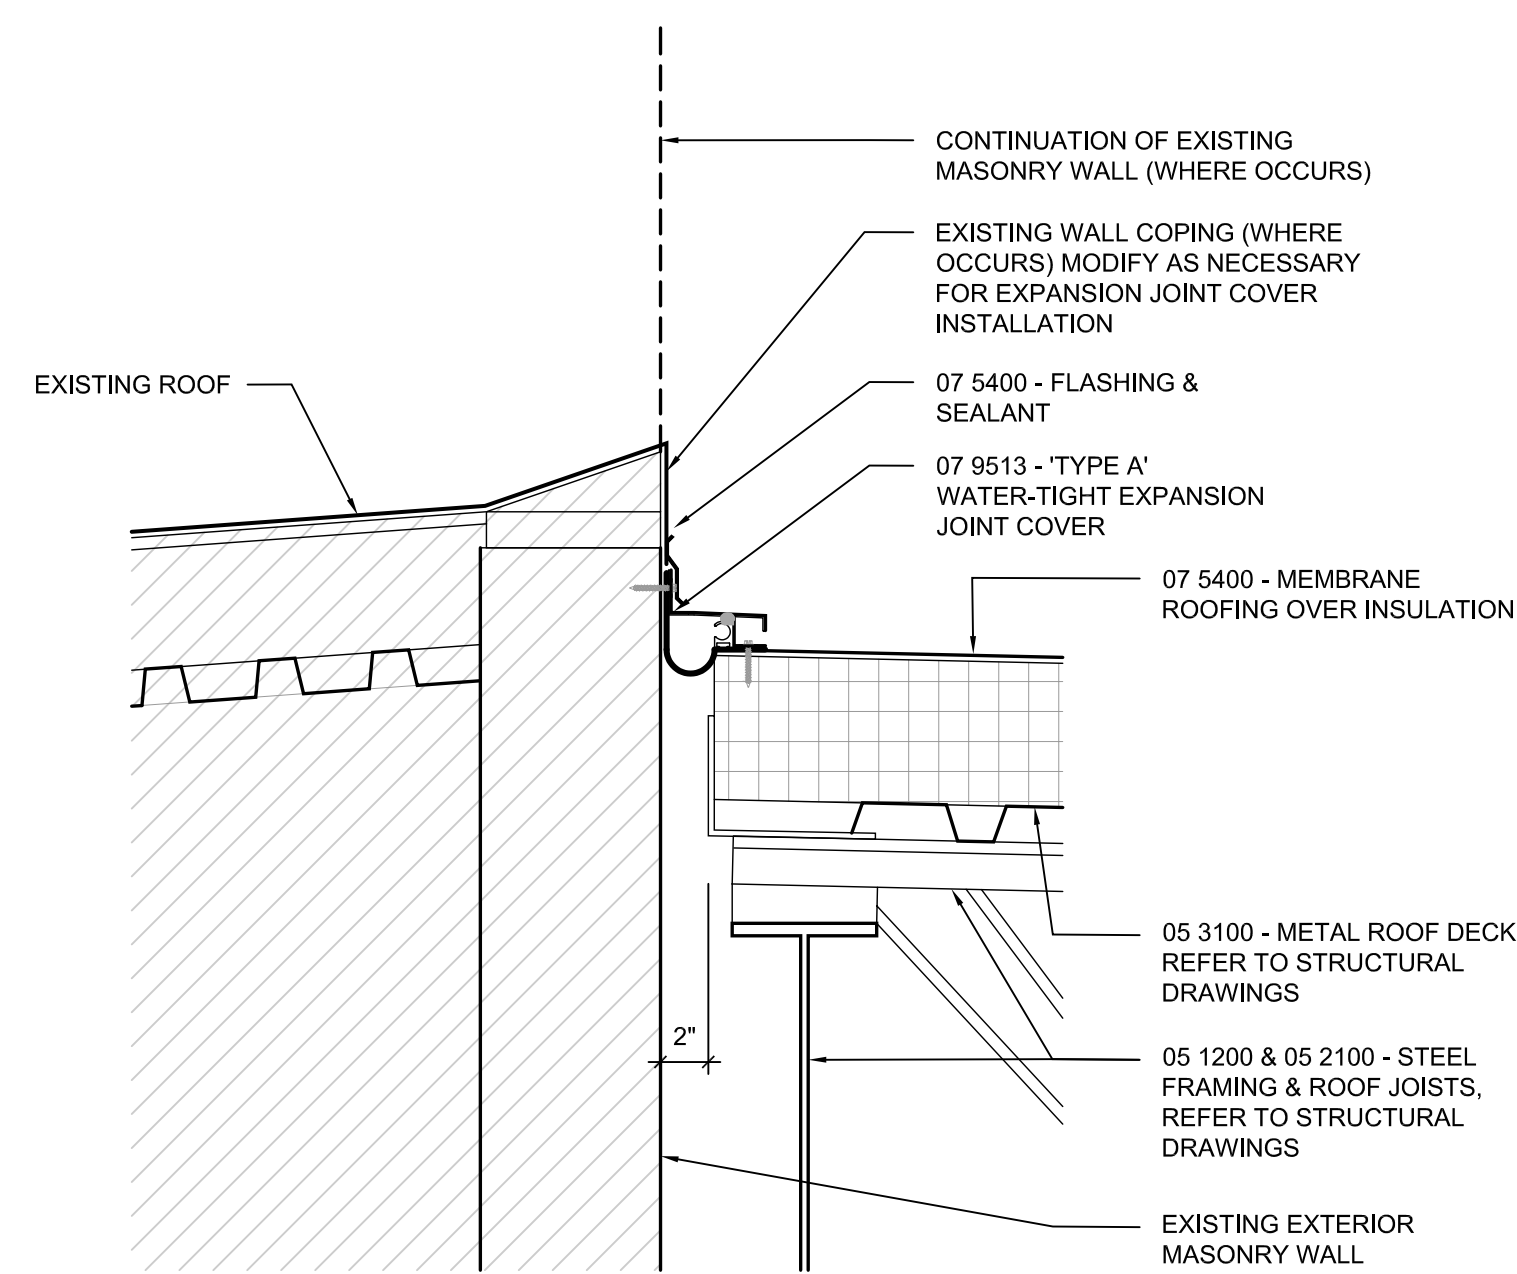 CONTINUATION OF EXISTING
MASONRY WALL (WHERE OCCURS)
EXISTING WALL COPING (WHERE
OCCURS) MODIFY AS NECESSARY
FOR EXPANSION JOINT COVER
INSTALLATION
EXISTING ROOF
07 5400 - FLASHING &
SEALANT
07 9513 - 'TYPE A'
WATER-TIGHT EXPANSION
JOINT COVER
07 5400 - MEMBRANE
ROOFING OVER INSULATION
05 3100 - METAL ROOF DECK
REFER TO STRUCTURAL
DRAWINGS
2"
05 1200 & 05 2100 - STEEL
FRAMING & ROOF JOISTS,
REFER TO STRUCTURAL
DRAWINGS
EXISTING EXTERIOR
MASONRY WALL